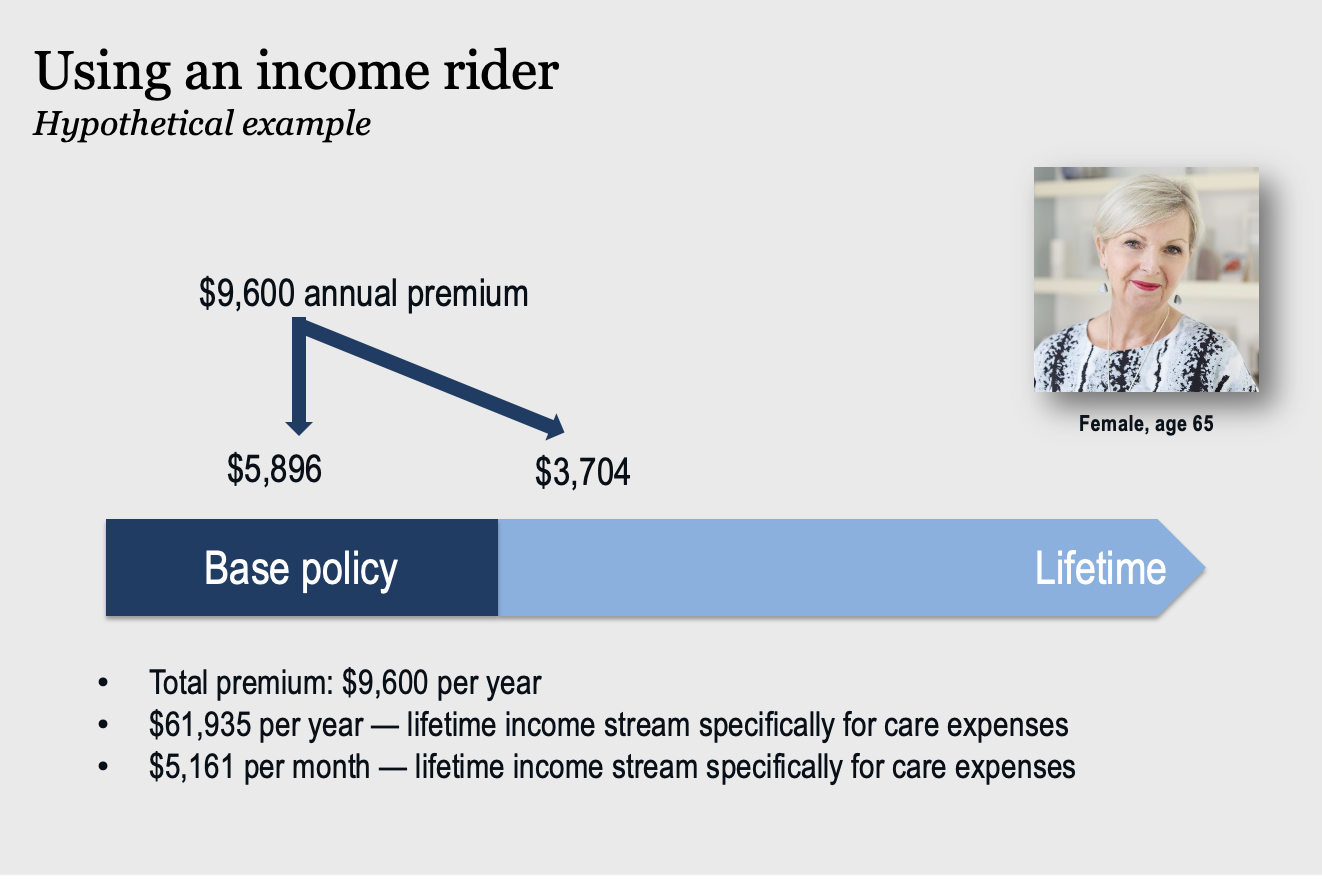 Using an income rider
Hypothetical example
$9,600 annual premium
Female, age 65
$5,896
$3,704
Base policy
Lifetime
• Total premium: $9,600 per year
• $61,935 per year — lifetime income stream specifically for care expenses
• $5,161 per month — lifetime income stream specifically for care expenses